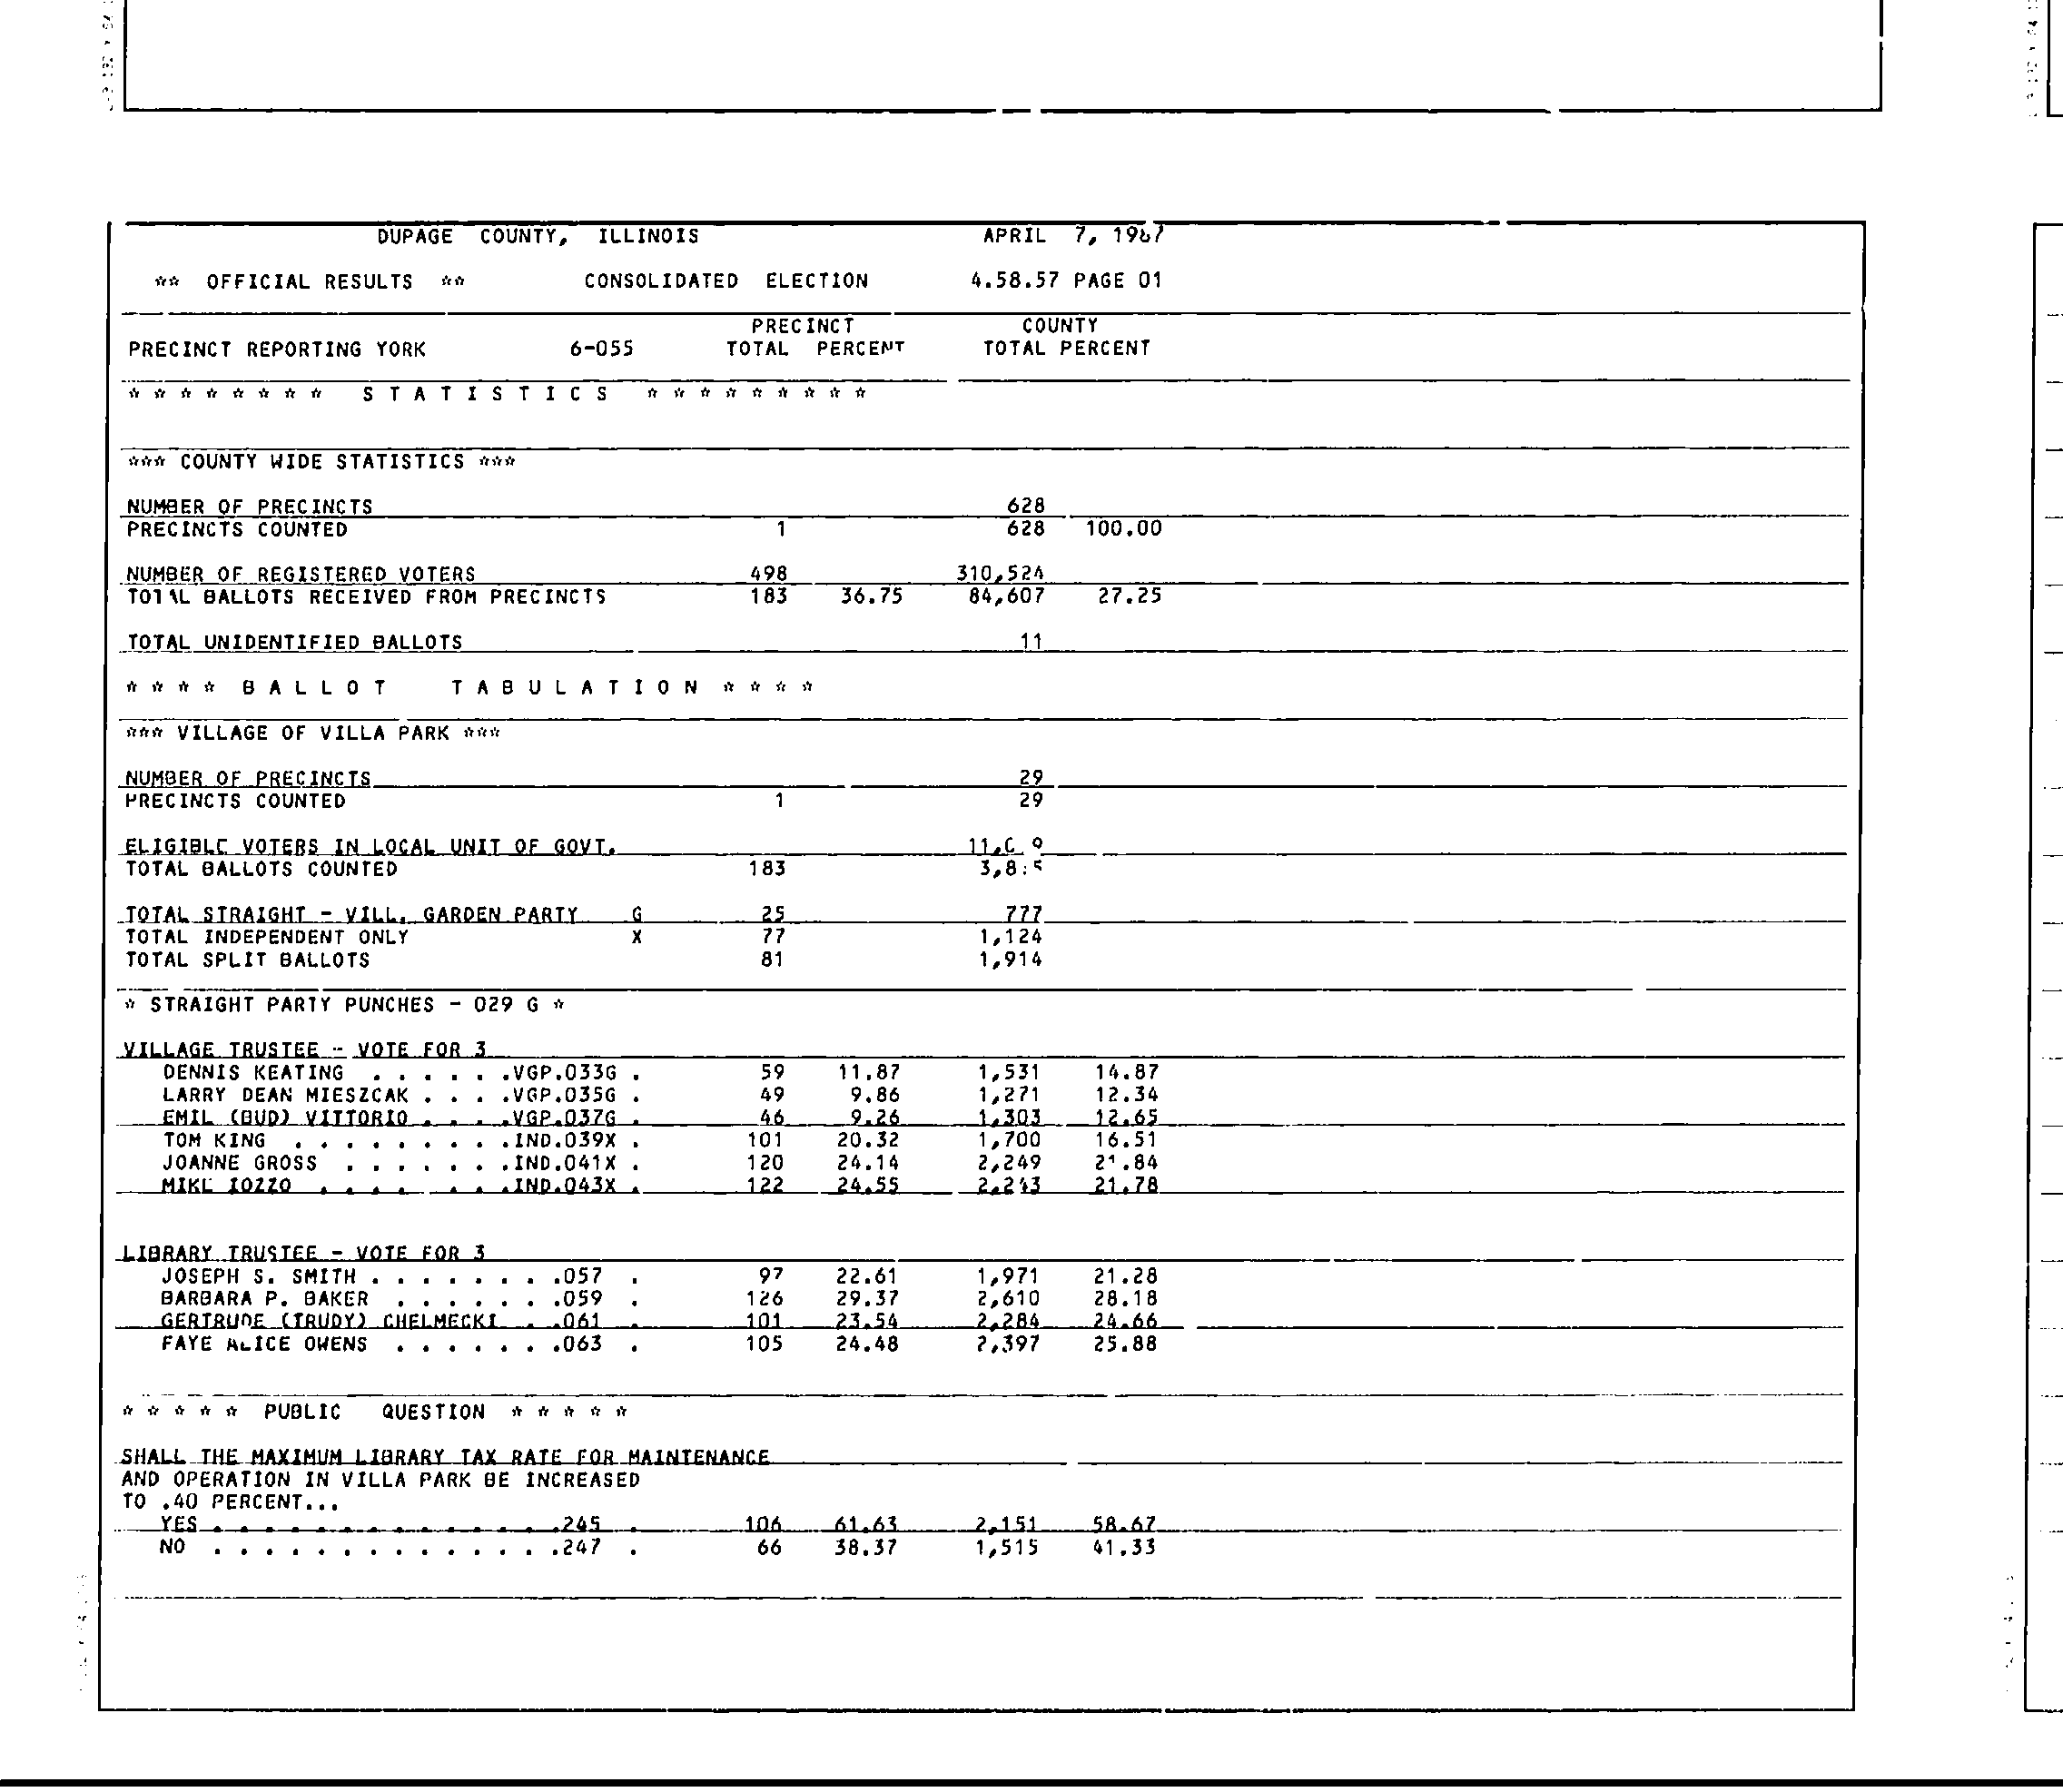 DUPAGE COUNTY, ILLINOIS APRIL 7, 1987
** OFFICIAL RESULTS ** CONSOLIDATED ELECTION 4.58.57 PAGE 01
PRECINCT COUNTY
PRECINCT REPORTING YORK 6-055 TOTAL PERCENT TOTAL PERCENT
* * * * * * * * S T A T I S T I C S * * * * * * * * *
*** COUNTY WIDE STATISTICS ***
NUMBER OF PRECINCTS 628
PRECINCTS COUNTED 1 628 100.00
NUMBER OF REGISTERED VOTERS 498 310,524
TOTAL BALLOTS RECEIVED FROM PRECINCTS 183 36.75 84,607 27.25
TOTAL UNIDENTIFIED BALLOTS 11
* * * * B A L L O T T A B U L A T I O N * * * *
*** VILLAGE OF VILLA PARK ***
NUMBER OF PRECINCTS 29
PRECINCTS COUNTED 1 29
ELIGIBLE VOTERS IN LOCAL UNIT OF GOVT.
TOTAL BALLOTS COUNTED 183
TOTAL STRAIGHT - VILL. GARDEN PARTY G 25 777
TOTAL INDEPENDENT ONLY X 77 1,124
TOTAL SPLIT BALLOTS 81 1,914
* STRAIGHT PARTY PUNCHES - 029 G *
VILLAGE TRUSTEE - VOTE FOR 3
DENNIS KEATING . . . . . .VGP.033G . 59 11.87 1,531 14.87
LARRY DEAN MIESZCAK . . . .VGP.035G . 49 9.86 1,271 12.34
EMIL (BUD) VITTORIO . . . .VGP.037G . 46 9.26 1,303 12.65
TOM KING . . . . . . . . .IND.039X . 101 20.32 1,700 16.51
JOANNE GROSS . . . . . . .IND.041X . 120 24.14 2,249 21.84
MIKE IOZZO . . . . . . . .IND.043X . 122 24.55 2,243 21.78
LIBRARY TRUSTEE - VOTE FOR 3
JOSEPH S. SMITH . . . . . . . .057 . 97 22.61 1,971 21.28
BARBARA P. BAKER . . . . . . .059 . 126 29.37 2,610 28.18
GERTRUDE (TRUDY) CHELMECKI . .061 . 101 23.54 2,284 24.66
FAYE ALICE OWENS . . . . . . .063 . 105 24.48 2,397 25.88
* * * * * PUBLIC QUESTION * * * * *
SHALL THE MAXIMUM LIBRARY TAX RATE FOR MAINTENANCE
AND OPERATION IN VILLA PARK BE INCREASED
TO .40 PERCENT...
YES . . . . . . . . . . . . . .245 . 106 61.63 2,151 58.67
NO . . . . . . . . . . . . . .247 . 66 38.37 1,515 41.33